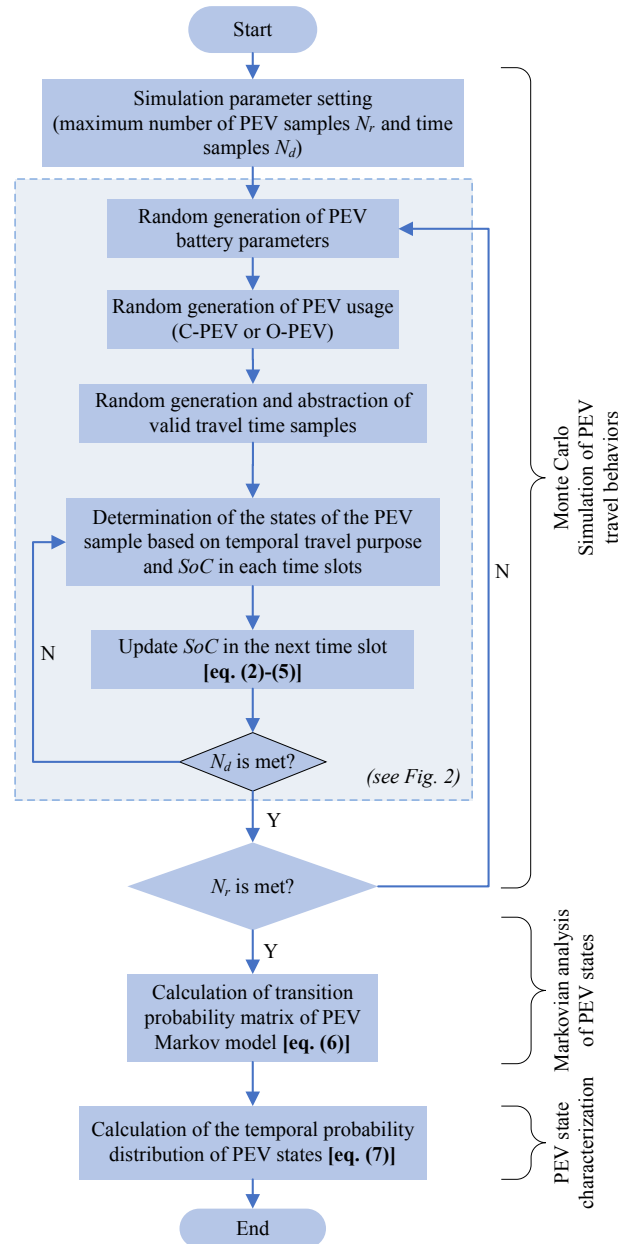 Start
Simulation parameter setting
(maximum number of PEV samples N_r and time
samples N_d)
Random generation of PEV
battery parameters
Random generation of PEV usage
(C-PEV or O-PEV)
Random generation and abstraction of
valid travel time samples
Determination of the states of the PEV
sample based on temporal travel purpose
and SoC in each time slots
N
Update SoC in the next time slot
[eq. (2)-(5)]
N_d is met?
(see Fig. 2)
Y
N_r is met?
N
Monte Carlo
Simulation of PEV
travel behaviors
Y
Calculation of transition
probability matrix of PEV
Markov model [eq. (6)]
Markovian analysis
of PEV states
Calculation of the temporal probability
distribution of PEV states [eq. (7)]
PEV state
characterization
End